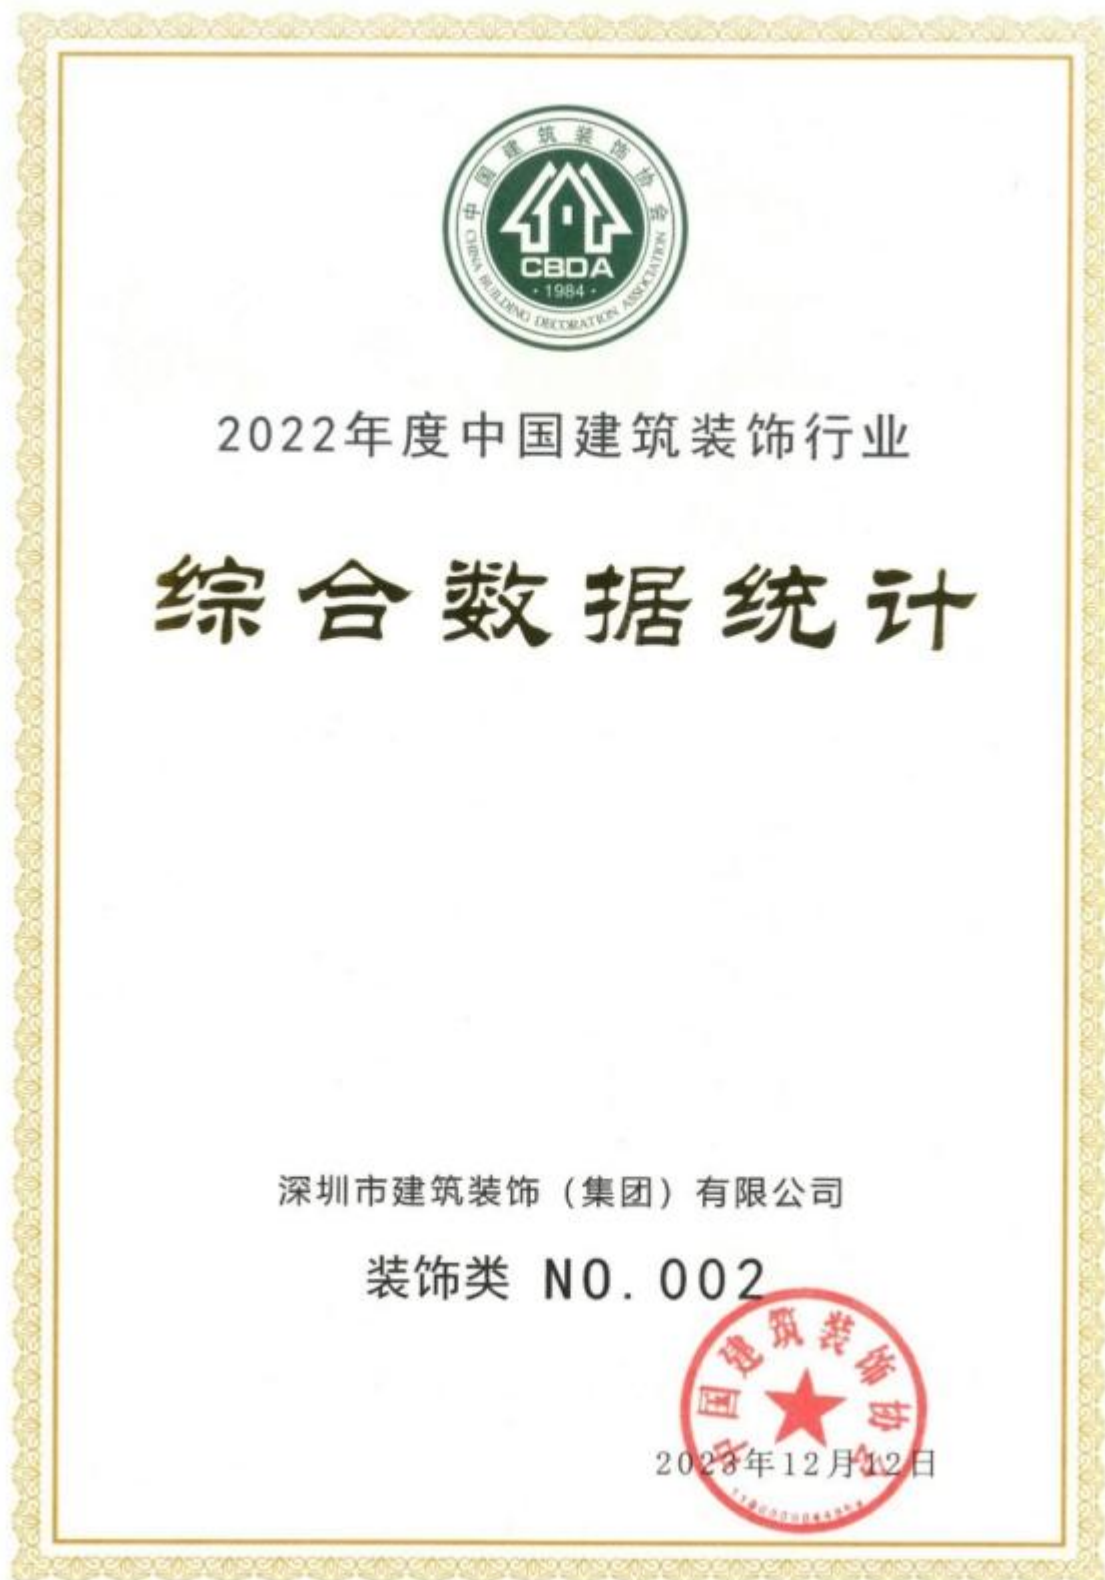 中国建筑装饰协会
CBDA
·1984·
CHINA BUILDING DECORATION ASSOCIATION
2022年度中国建筑装饰行业
综合数据统计
深圳市建筑装饰（集团）有限公司
装饰类 NO.002
中国建筑装饰协会
2023年12月12日